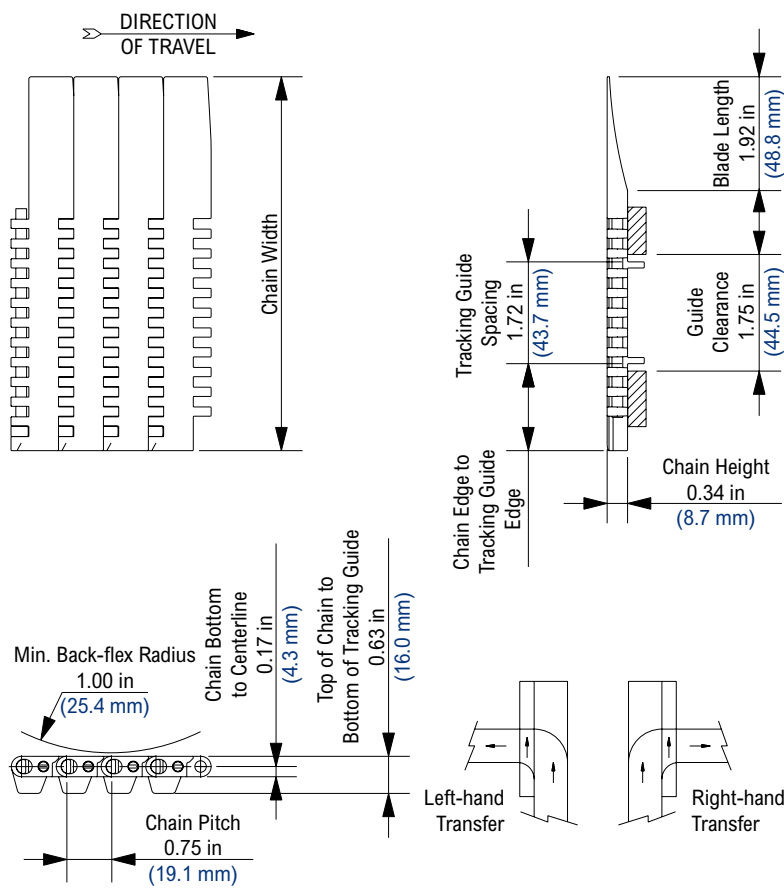 DIRECTION
OF TRAVEL
Chain Width
Blade Length
1.92 in
(48.8 mm)
Tracking Guide
Spacing
1.72 in
(43.7 mm)
Guide
Clearance
1.75 in
(44.5 mm)
Chain Edge to
Tracking Guide
Edge
Chain Height
0.34 in
(8.7 mm)
Min. Back-flex Radius
1.00 in
(25.4 mm)
Chain Bottom
to Centerline
0.17 in
(4.3 mm)
Top of Chain to
Bottom of Tracking Guide
0.63 in
(16.0 mm)
Chain Pitch
0.75 in
(19.1 mm)
Left-hand
Transfer
Right-hand
Transfer